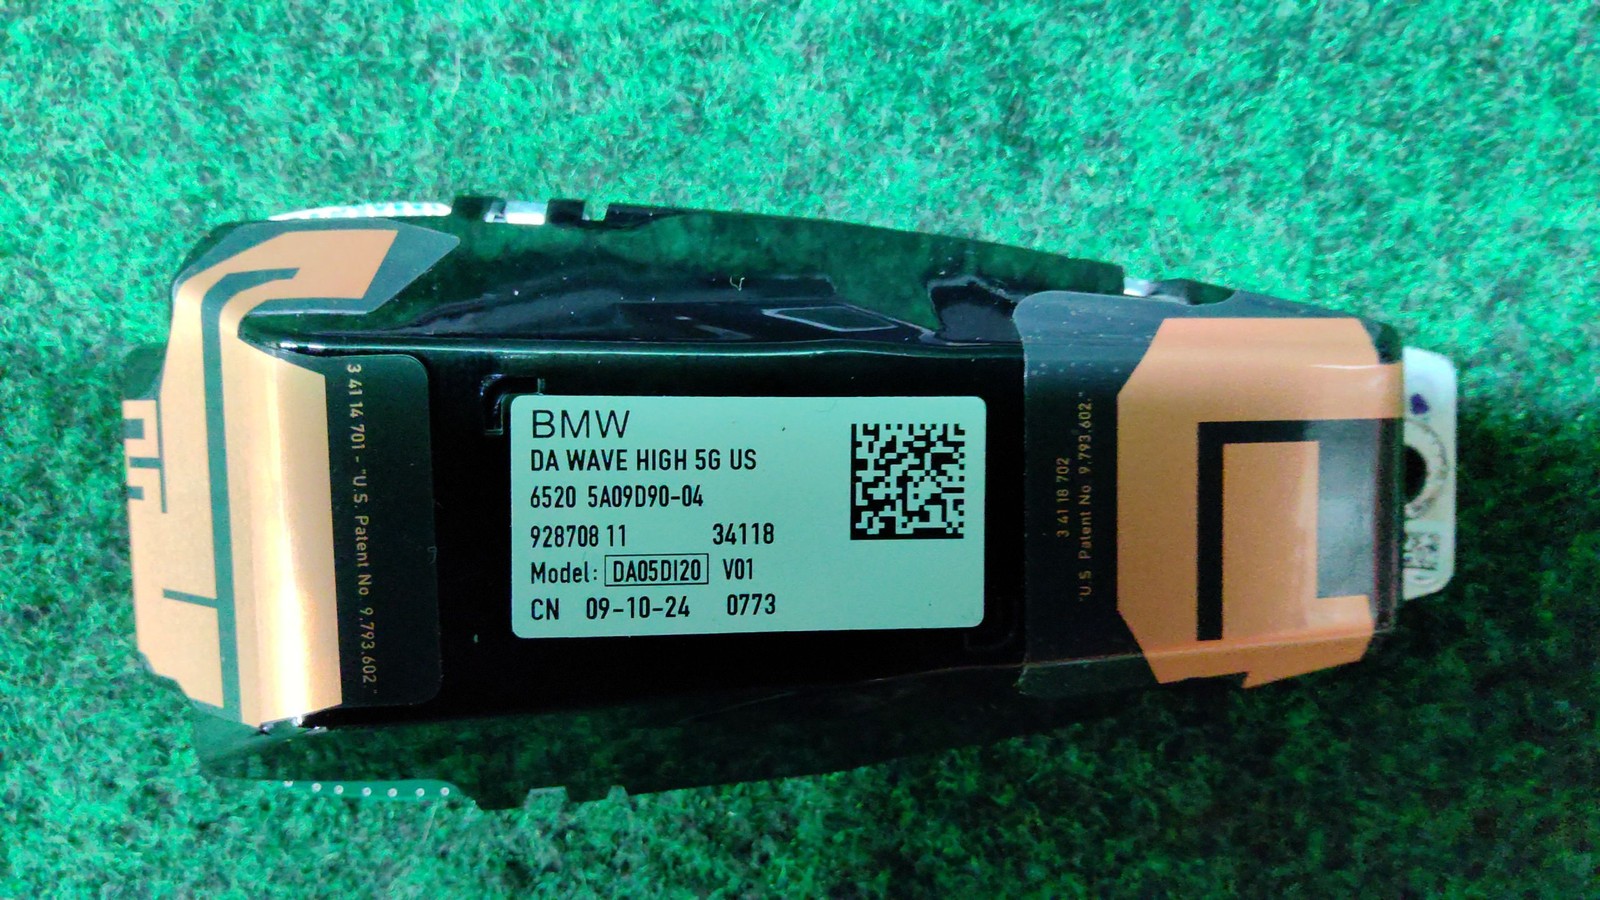 3 41 14 701 - "U.S. Patent No. 9,793,602."
BMW
DA WAVE HIGH 5G US
6520 5A09D90-04
928708 11 34118
Model: DA05DI20 V01
CN 09-10-24 0773
3 41 18 702
"U.S. Patent No. 9,793,602."